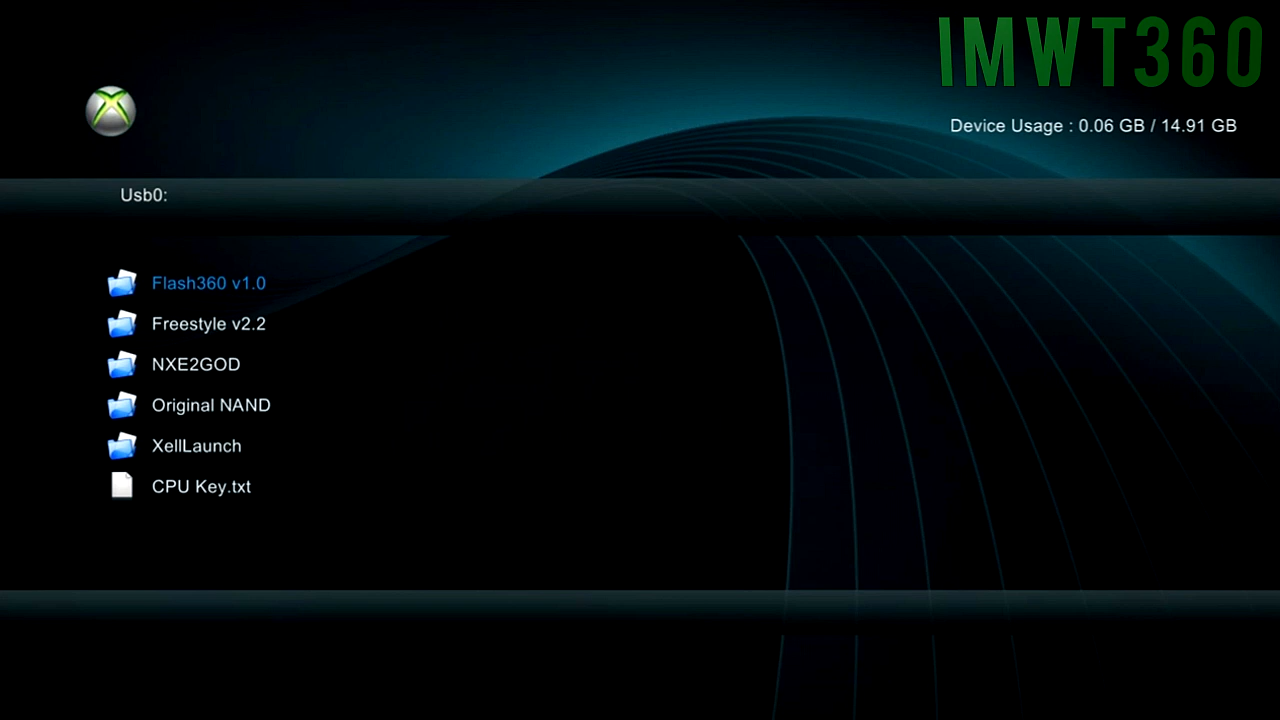 IMWT360
Device Usage : 0.06 GB / 14.91 GB
Usb0:
Flash360 v1.0
Freestyle v2.2
NXE2GOD
Original NAND
XellLaunch
CPU Key.txt